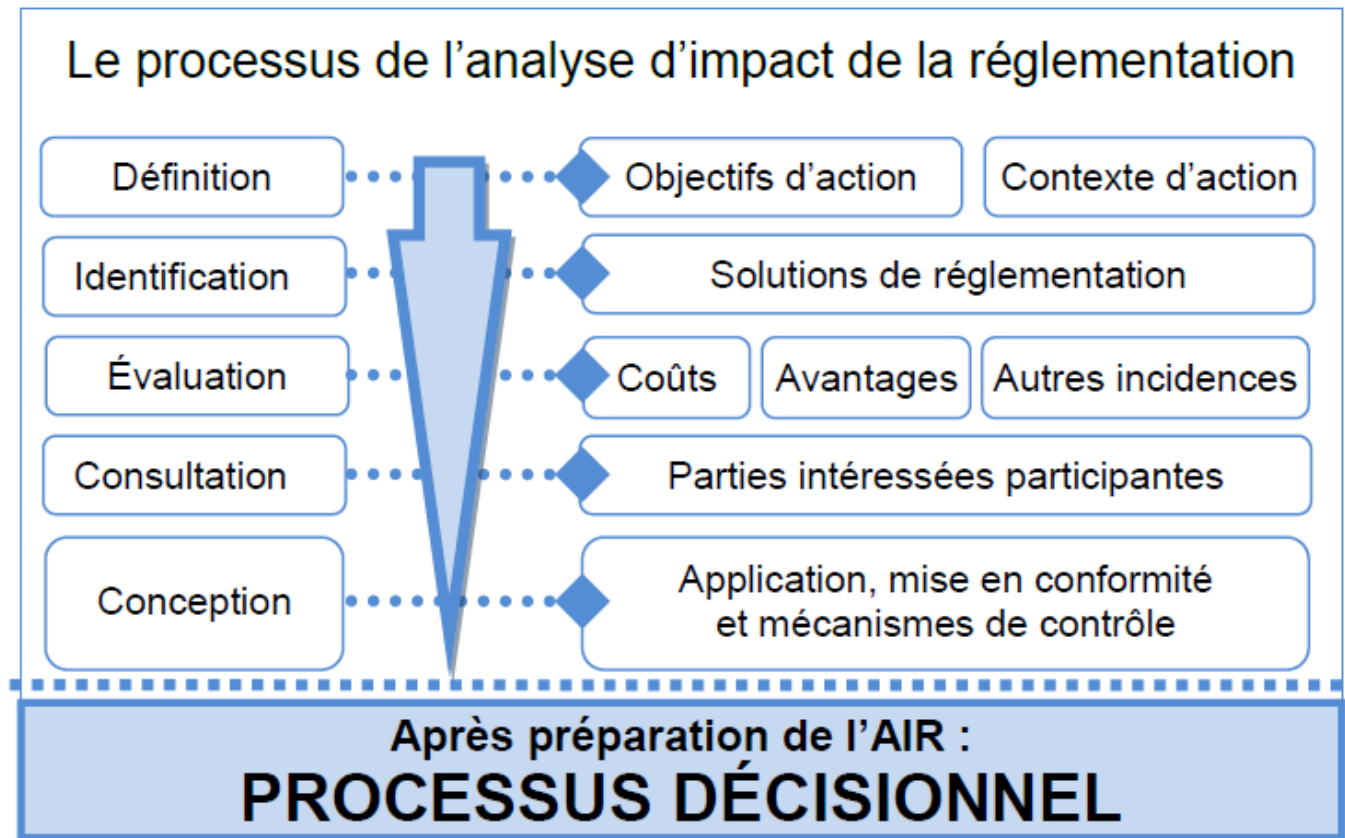 Le processus de l’analyse d’impact de la réglementation
Définition
Objectifs d’action
Contexte d’action
Identification
Solutions de réglementation
Évaluation
Coûts
Avantages
Autres incidences
Consultation
Parties intéressées participantes
Conception
Application, mise en conformité
et mécanismes de contrôle
Après préparation de l’AIR :
PROCESSUS DÉCISIONNEL